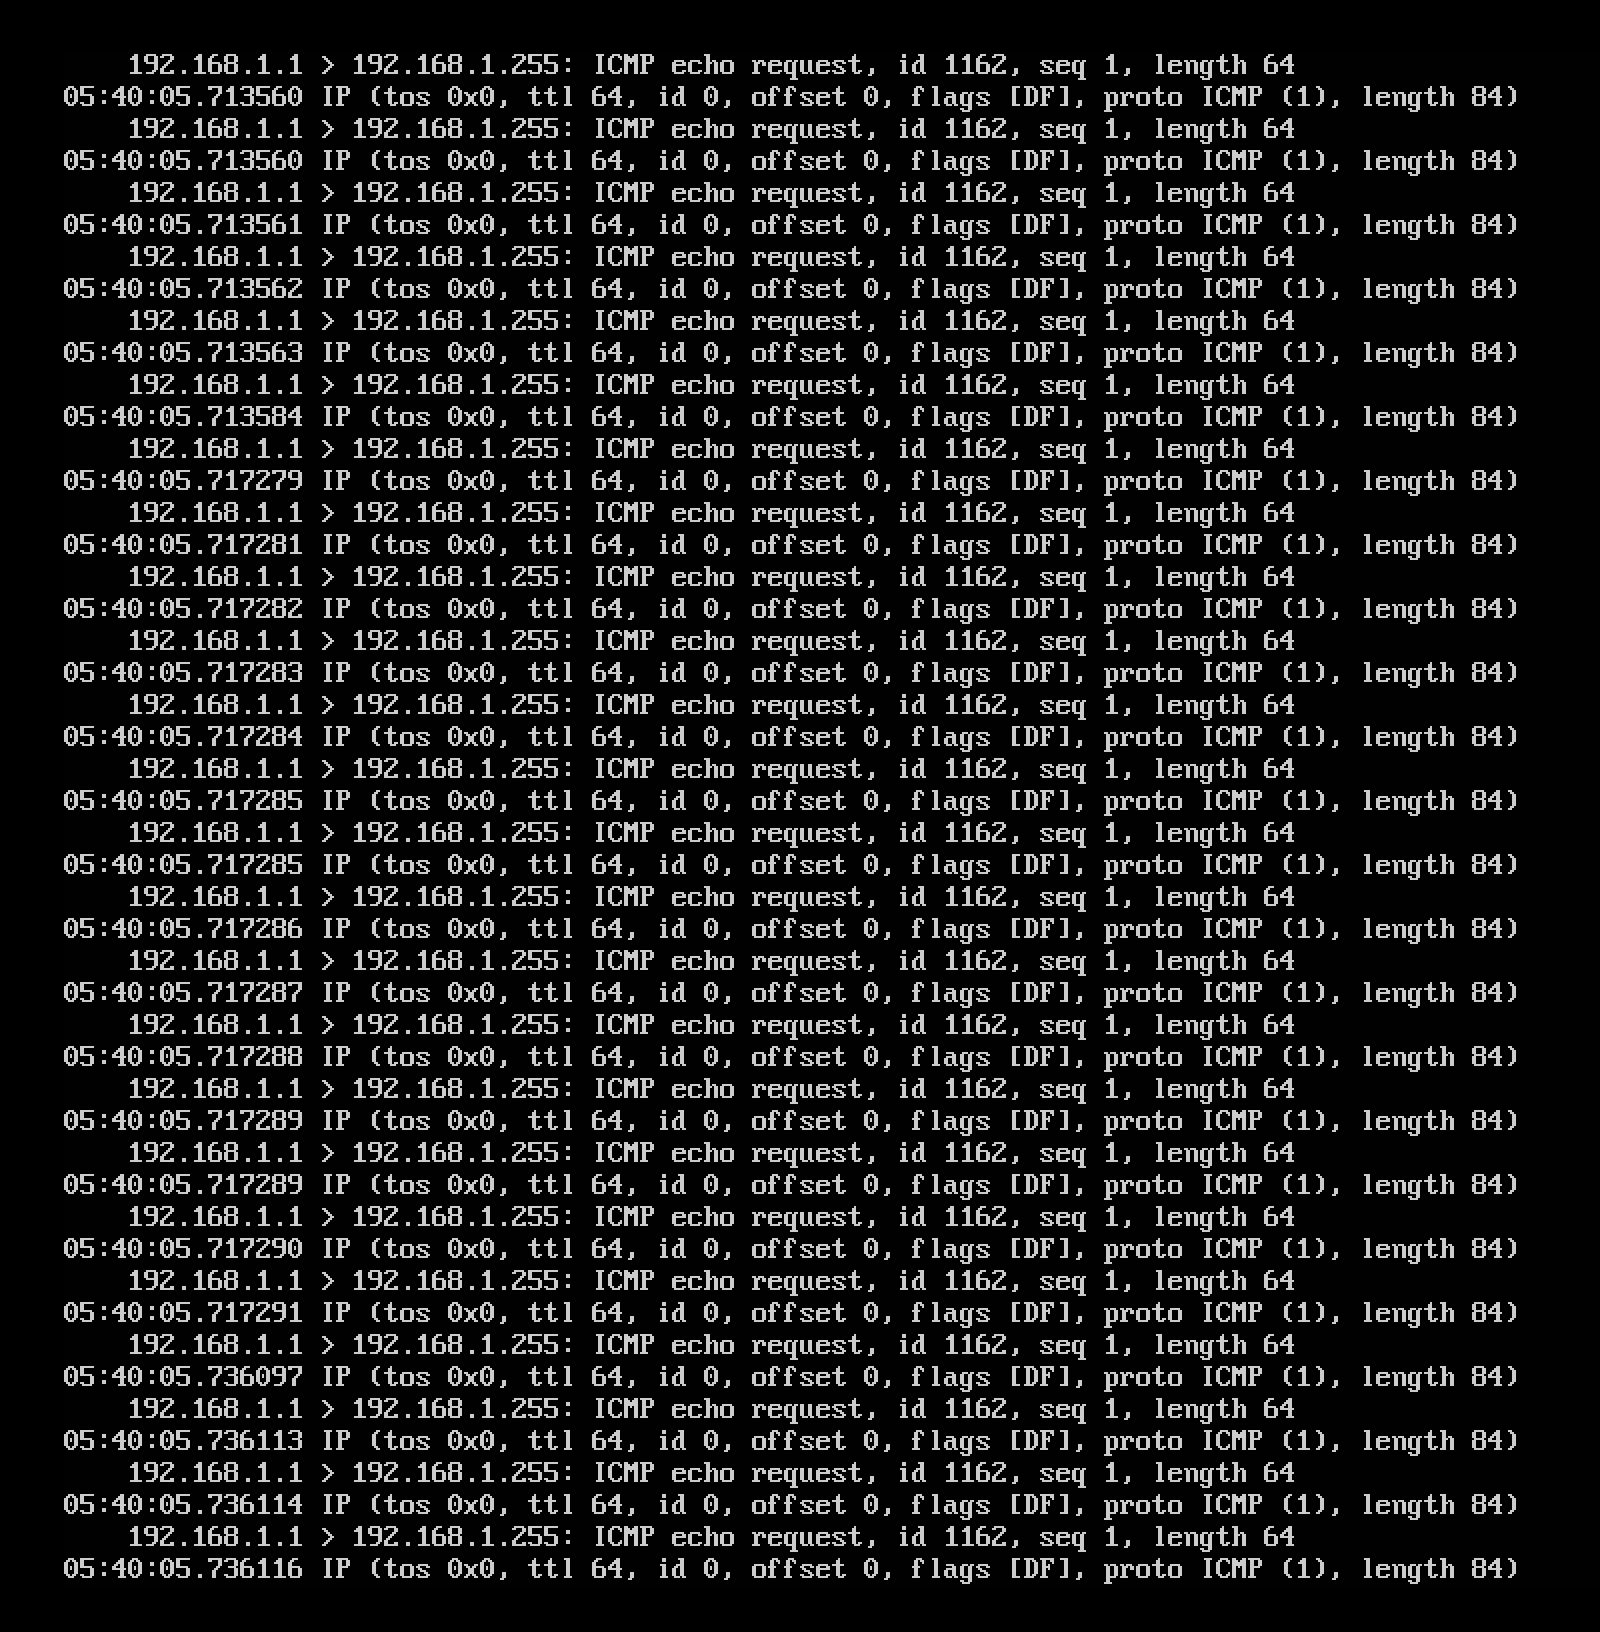 192.168.1.1 > 192.168.1.255: ICMP echo request, id 1162, seq 1, length 64
05:40:05.713560 IP (tos 0x0, ttl 64, id 0, offset 0, flags [DF], proto ICMP (1), length 84)
192.168.1.1 > 192.168.1.255: ICMP echo request, id 1162, seq 1, length 64
05:40:05.713560 IP (tos 0x0, ttl 64, id 0, offset 0, flags [DF], proto ICMP (1), length 84)
192.168.1.1 > 192.168.1.255: ICMP echo request, id 1162, seq 1, length 64
05:40:05.713561 IP (tos 0x0, ttl 64, id 0, offset 0, flags [DF], proto ICMP (1), length 84)
192.168.1.1 > 192.168.1.255: ICMP echo request, id 1162, seq 1, length 64
05:40:05.713562 IP (tos 0x0, ttl 64, id 0, offset 0, flags [DF], proto ICMP (1), length 84)
192.168.1.1 > 192.168.1.255: ICMP echo request, id 1162, seq 1, length 64
05:40:05.713563 IP (tos 0x0, ttl 64, id 0, offset 0, flags [DF], proto ICMP (1), length 84)
192.168.1.1 > 192.168.1.255: ICMP echo request, id 1162, seq 1, length 64
05:40:05.713584 IP (tos 0x0, ttl 64, id 0, offset 0, flags [DF], proto ICMP (1), length 84)
192.168.1.1 > 192.168.1.255: ICMP echo request, id 1162, seq 1, length 64
05:40:05.717279 IP (tos 0x0, ttl 64, id 0, offset 0, flags [DF], proto ICMP (1), length 84)
192.168.1.1 > 192.168.1.255: ICMP echo request, id 1162, seq 1, length 64
05:40:05.717281 IP (tos 0x0, ttl 64, id 0, offset 0, flags [DF], proto ICMP (1), length 84)
192.168.1.1 > 192.168.1.255: ICMP echo request, id 1162, seq 1, length 64
05:40:05.717282 IP (tos 0x0, ttl 64, id 0, offset 0, flags [DF], proto ICMP (1), length 84)
192.168.1.1 > 192.168.1.255: ICMP echo request, id 1162, seq 1, length 64
05:40:05.717283 IP (tos 0x0, ttl 64, id 0, offset 0, flags [DF], proto ICMP (1), length 84)
192.168.1.1 > 192.168.1.255: ICMP echo request, id 1162, seq 1, length 64
05:40:05.717284 IP (tos 0x0, ttl 64, id 0, offset 0, flags [DF], proto ICMP (1), length 84)
192.168.1.1 > 192.168.1.255: ICMP echo request, id 1162, seq 1, length 64
05:40:05.717285 IP (tos 0x0, ttl 64, id 0, offset 0, flags [DF], proto ICMP (1), length 84)
192.168.1.1 > 192.168.1.255: ICMP echo request, id 1162, seq 1, length 64
05:40:05.717285 IP (tos 0x0, ttl 64, id 0, offset 0, flags [DF], proto ICMP (1), length 84)
192.168.1.1 > 192.168.1.255: ICMP echo request, id 1162, seq 1, length 64
05:40:05.717286 IP (tos 0x0, ttl 64, id 0, offset 0, flags [DF], proto ICMP (1), length 84)
192.168.1.1 > 192.168.1.255: ICMP echo request, id 1162, seq 1, length 64
05:40:05.717287 IP (tos 0x0, ttl 64, id 0, offset 0, flags [DF], proto ICMP (1), length 84)
192.168.1.1 > 192.168.1.255: ICMP echo request, id 1162, seq 1, length 64
05:40:05.717288 IP (tos 0x0, ttl 64, id 0, offset 0, flags [DF], proto ICMP (1), length 84)
192.168.1.1 > 192.168.1.255: ICMP echo request, id 1162, seq 1, length 64
05:40:05.717289 IP (tos 0x0, ttl 64, id 0, offset 0, flags [DF], proto ICMP (1), length 84)
192.168.1.1 > 192.168.1.255: ICMP echo request, id 1162, seq 1, length 64
05:40:05.717289 IP (tos 0x0, ttl 64, id 0, offset 0, flags [DF], proto ICMP (1), length 84)
192.168.1.1 > 192.168.1.255: ICMP echo request, id 1162, seq 1, length 64
05:40:05.717290 IP (tos 0x0, ttl 64, id 0, offset 0, flags [DF], proto ICMP (1), length 84)
192.168.1.1 > 192.168.1.255: ICMP echo request, id 1162, seq 1, length 64
05:40:05.717291 IP (tos 0x0, ttl 64, id 0, offset 0, flags [DF], proto ICMP (1), length 84)
192.168.1.1 > 192.168.1.255: ICMP echo request, id 1162, seq 1, length 64
05:40:05.736097 IP (tos 0x0, ttl 64, id 0, offset 0, flags [DF], proto ICMP (1), length 84)
192.168.1.1 > 192.168.1.255: ICMP echo request, id 1162, seq 1, length 64
05:40:05.736113 IP (tos 0x0, ttl 64, id 0, offset 0, flags [DF], proto ICMP (1), length 84)
192.168.1.1 > 192.168.1.255: ICMP echo request, id 1162, seq 1, length 64
05:40:05.736114 IP (tos 0x0, ttl 64, id 0, offset 0, flags [DF], proto ICMP (1), length 84)
192.168.1.1 > 192.168.1.255: ICMP echo request, id 1162, seq 1, length 64
05:40:05.736116 IP (tos 0x0, ttl 64, id 0, offset 0, flags [DF], proto ICMP (1), length 84)